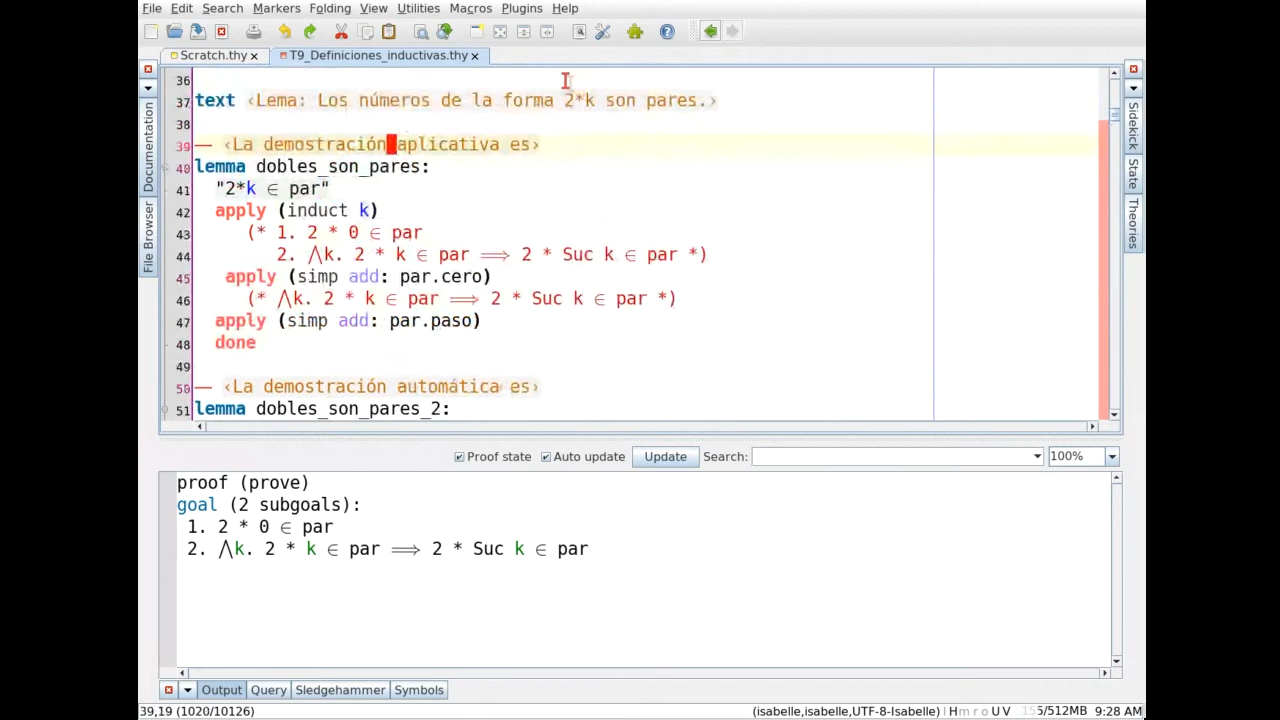 File Edit Search Markers Folding View Utilities Macros Plugins Help
Scratch.thy T9_Definiciones_inductivas.thy
36
37 text ‹Lema: Los números de la forma 2*k son pares.›
38
39 — ‹La demostración aplicativa es›
40 lemma dobles_son_pares:
41 "2*k ∈ par"
42 apply (induct k)
43 (* 1. 2 * 0 ∈ par
44 2. ⋀k. 2 * k ∈ par ⟹ 2 * Suc k ∈ par *)
45 apply (simp add: par.cero)
46 (* ⋀k. 2 * k ∈ par ⟹ 2 * Suc k ∈ par *)
47 apply (simp add: par.paso)
48 done
49
50 — ‹La demostración automática es›
51 lemma dobles_son_pares_2:
Documentation
File Browser
Sidekick
State
Theories
Proof state Auto update Update Search: 100%
proof (prove)
goal (2 subgoals):
1. 2 * 0 ∈ par
2. ⋀k. 2 * k ∈ par ⟹ 2 * Suc k ∈ par
Output Query Sledgehammer Symbols
39,19 (1020/10126) (isabelle,isabelle,UTF-8-Isabelle) H m r o U V 5/512MB 9:28 AM